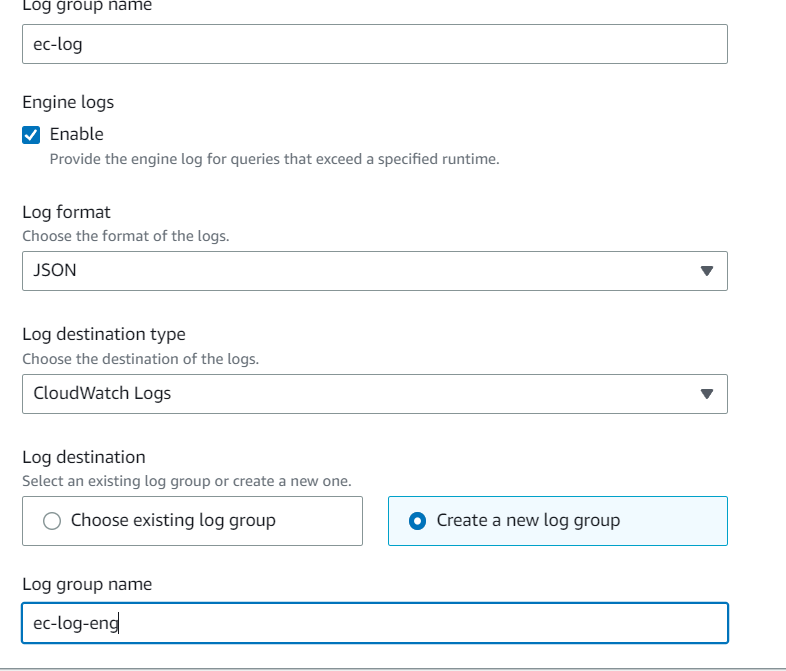 Log group name
ec-log
Engine logs
Enable
Provide the engine log for queries that exceed a specified runtime.
Log format
Choose the format of the logs.
JSON
Log destination type
Choose the destination of the logs.
CloudWatch Logs
Log destination
Select an existing log group or create a new one.
Choose existing log group
Create a new log group
Log group name
ec-log-eng